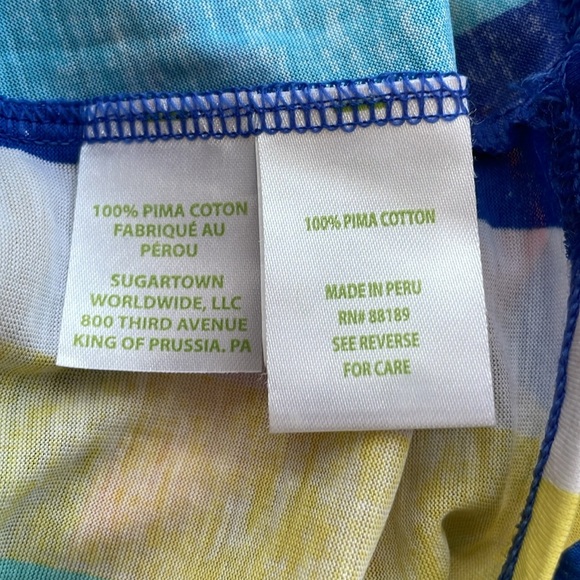 100% PIMA COTON
FABRIQUÉ AU
PÉROU
SUGARTOWN
WORLDWIDE, LLC
800 THIRD AVENUE
KING OF PRUSSIA. PA
100% PIMA COTTON
MADE IN PERU
RN# 88189
SEE REVERSE
FOR CARE